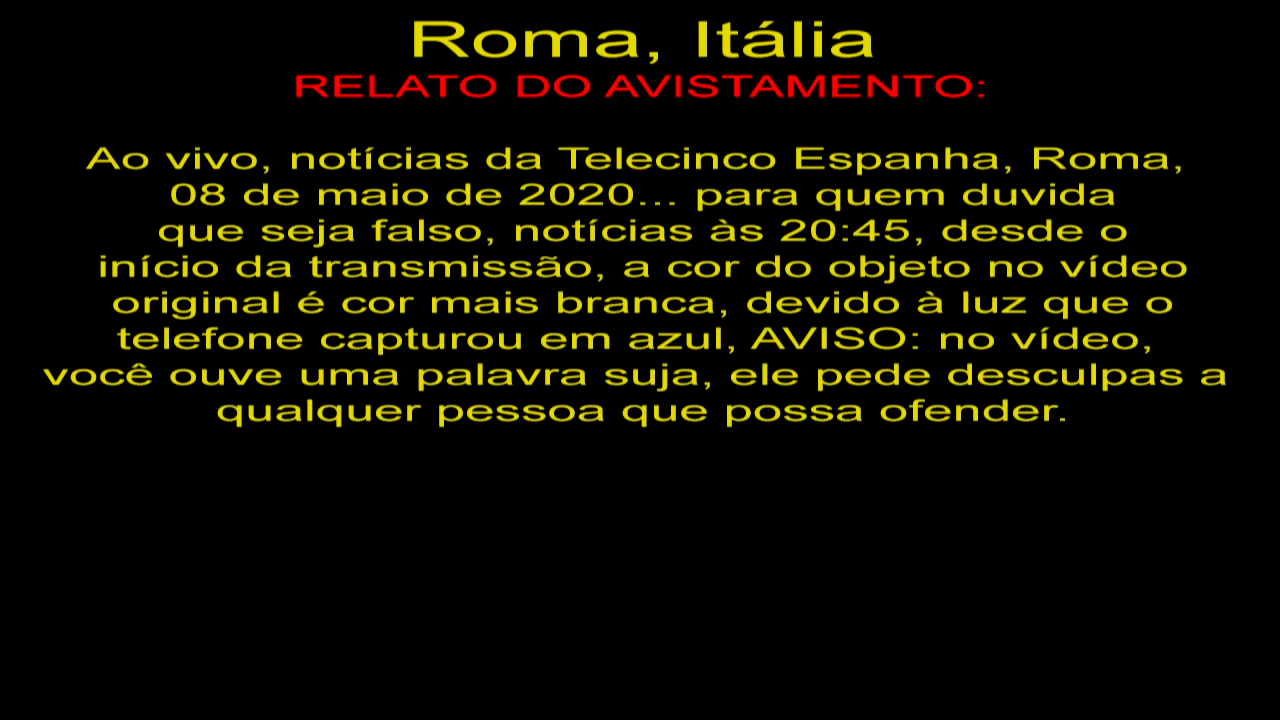 Roma, Itália
RELATO DO AVISTAMENTO:
Ao vivo, notícias da Telecinco Espanha, Roma,
08 de maio de 2020... para quem duvida
que seja falso, notícias às 20:45, desde o
início da transmissão, a cor do objeto no vídeo
original é cor mais branca, devido à luz que o
telefone capturou em azul, AVISO: no vídeo,
você ouve uma palavra suja, ele pede desculpas a
qualquer pessoa que possa ofender.